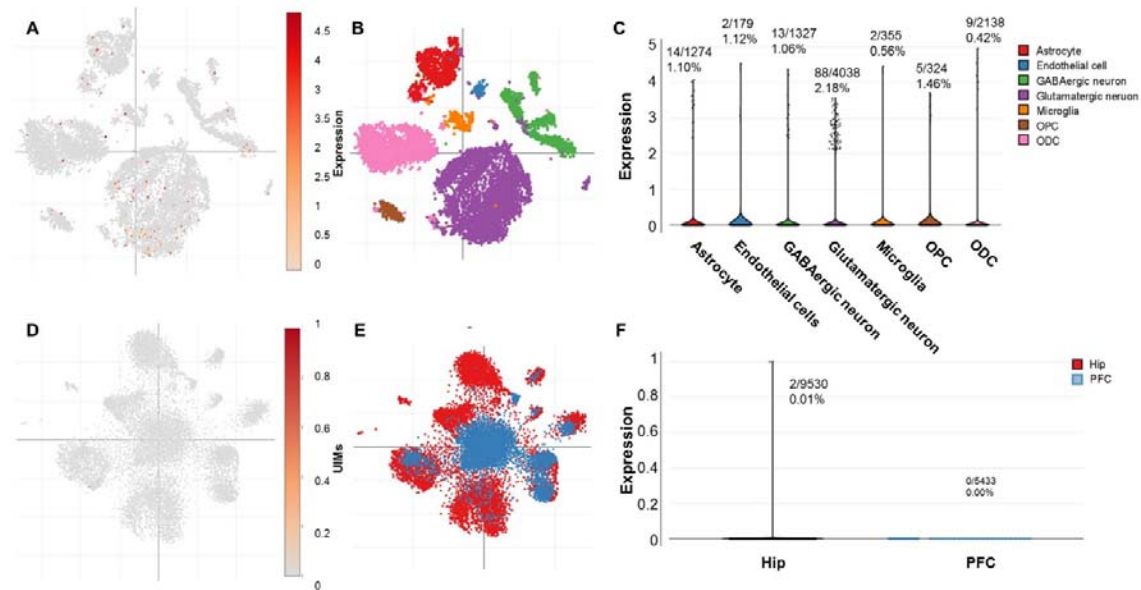 A
4.5
4
3.5
3
2.5
2
1.5
1
0.5
0
Expression
B
C
14/1274
1.10%
2/179
1.12%
13/1327
1.06%
88/4038
2.18%
2/355
0.56%
5/324
1.46%
9/2138
0.42%
5
4
3
2
1
0
Expression
Astrocyte
Endothelial cells
GABAergic neuron
Glutamatergic neuron
Microglia
OPC
ODC
Astrocyte
Endothelial cell
GABAergic neuron
Glutamatergic neruon
Microglia
OPC
ODC
D
1
0.8
0.6
0.4
0.2
0
UIMs
E
F
1
0.8
0.6
0.4
0.2
0
Expression
2/9530
0.01%
0/5433
0.00%
Hip
PFC
Hip
PFC